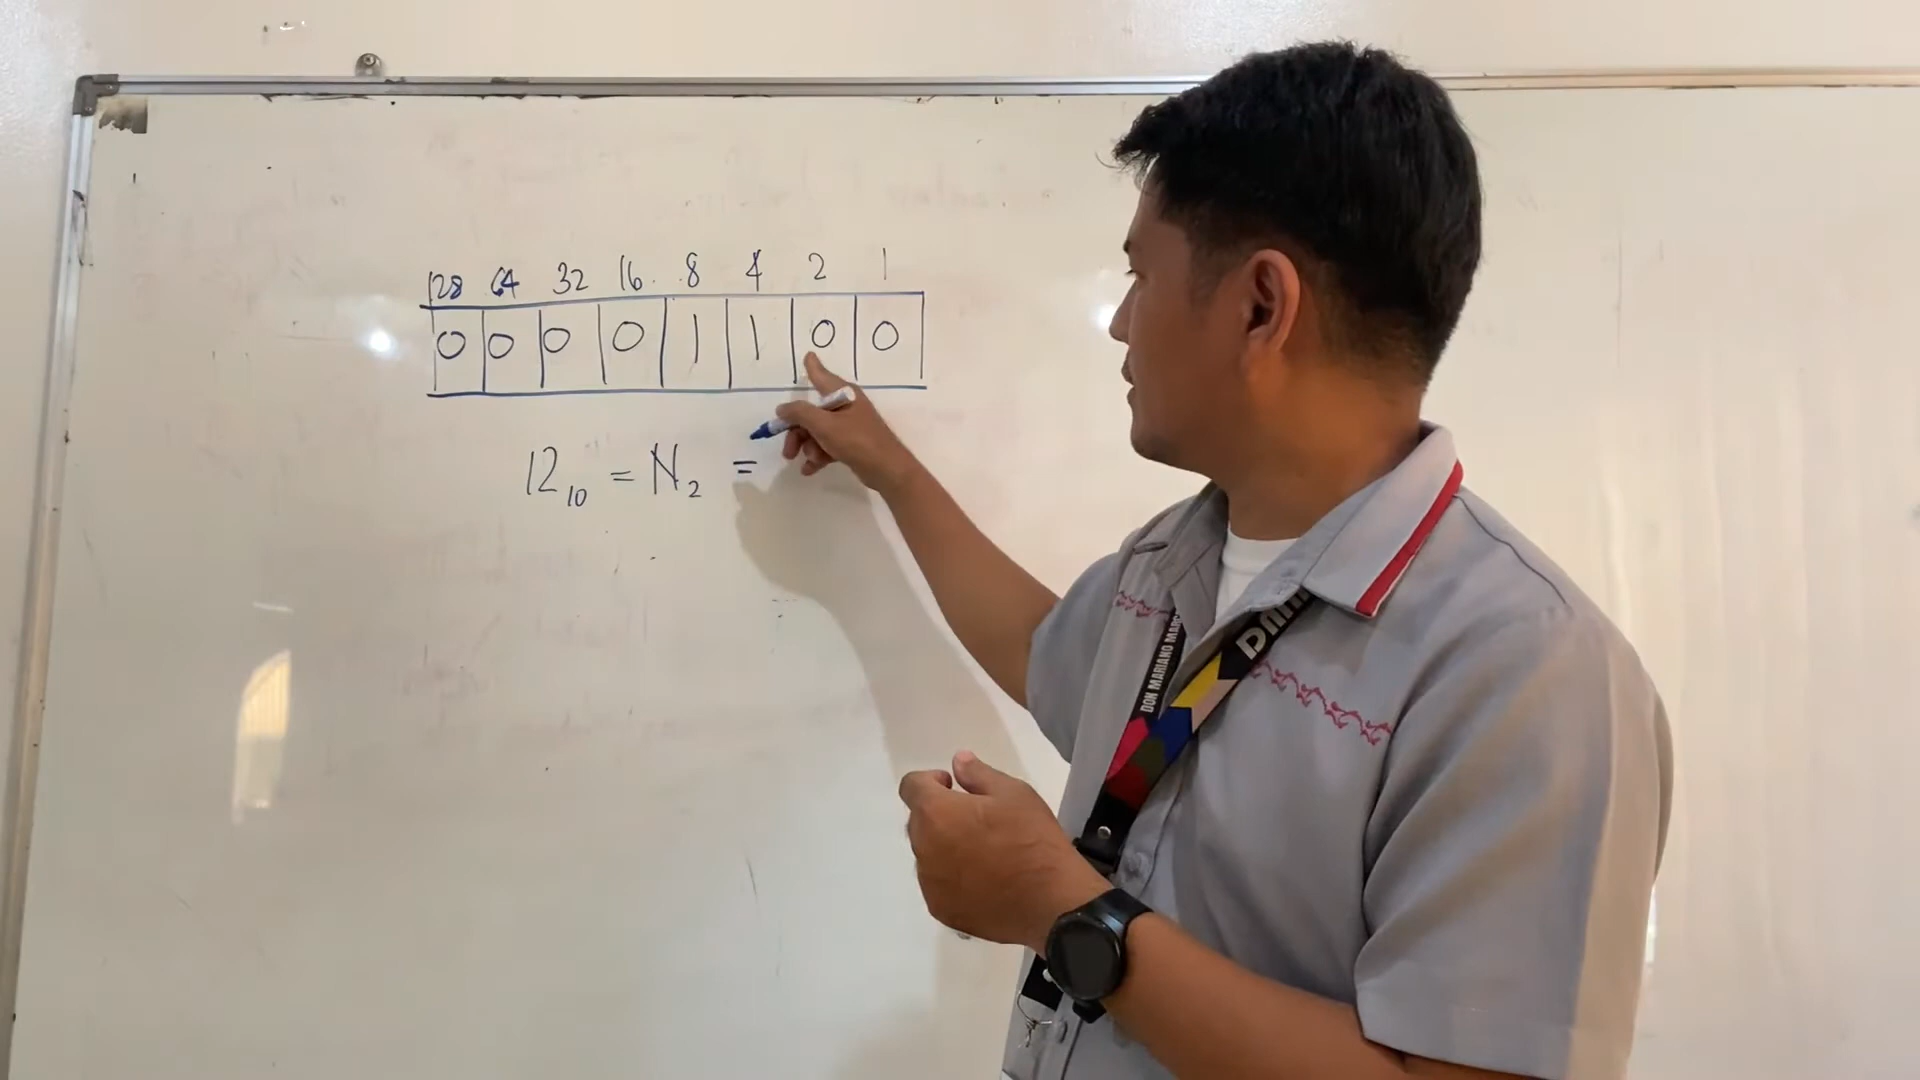 128 64 32 16 8 4 2 1
0 0 0 0 1 1 0 0
12₁₀ = N₂ =
DON MARIANO MARC